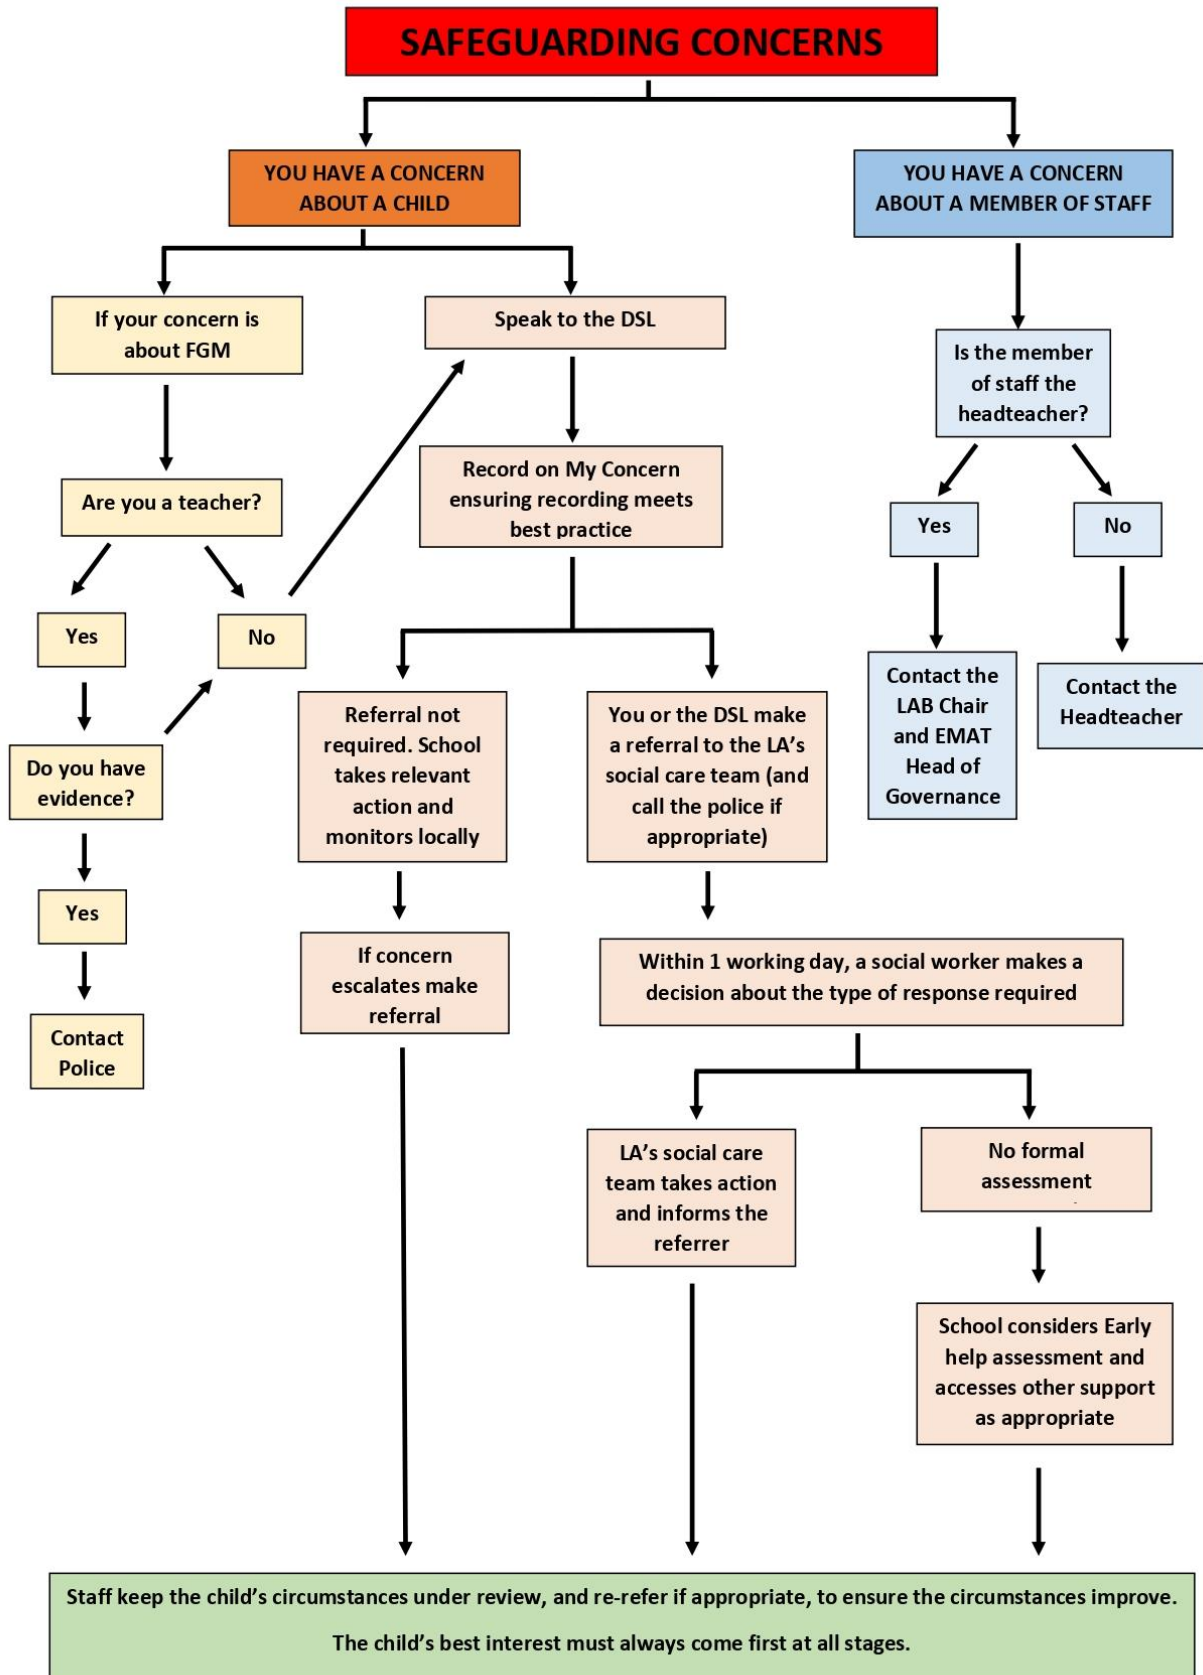 SAFEGUARDING CONCERNS
YOU HAVE A CONCERN
ABOUT A CHILD
YOU HAVE A CONCERN
ABOUT A MEMBER OF STAFF
If your concern is
about FGM
Speak to the DSL
Is the member
of staff the
headteacher?
Are you a teacher?
Record on My Concern
ensuring recording meets
best practice
Yes
No
Yes
No
Do you have
evidence?
Referral not
required. School
takes relevant
action and
monitors locally
You or the DSL make
a referral to the LA's
social care team (and
call the police if
appropriate)
Contact the
LAB Chair
and EMAT
Head of
Governance
Contact the
Headteacher
Yes
If concern
escalates make
referral
Within 1 working day, a social worker makes a
decision about the type of response required
Contact
Police
LA's social care
team takes action
and informs the
referrer
No formal
assessment
School considers Early
help assessment and
accesses other support
as appropriate
Staff keep the child's circumstances under review, and re-refer if appropriate, to ensure the circumstances improve.
The child's best interest must always come first at all stages.